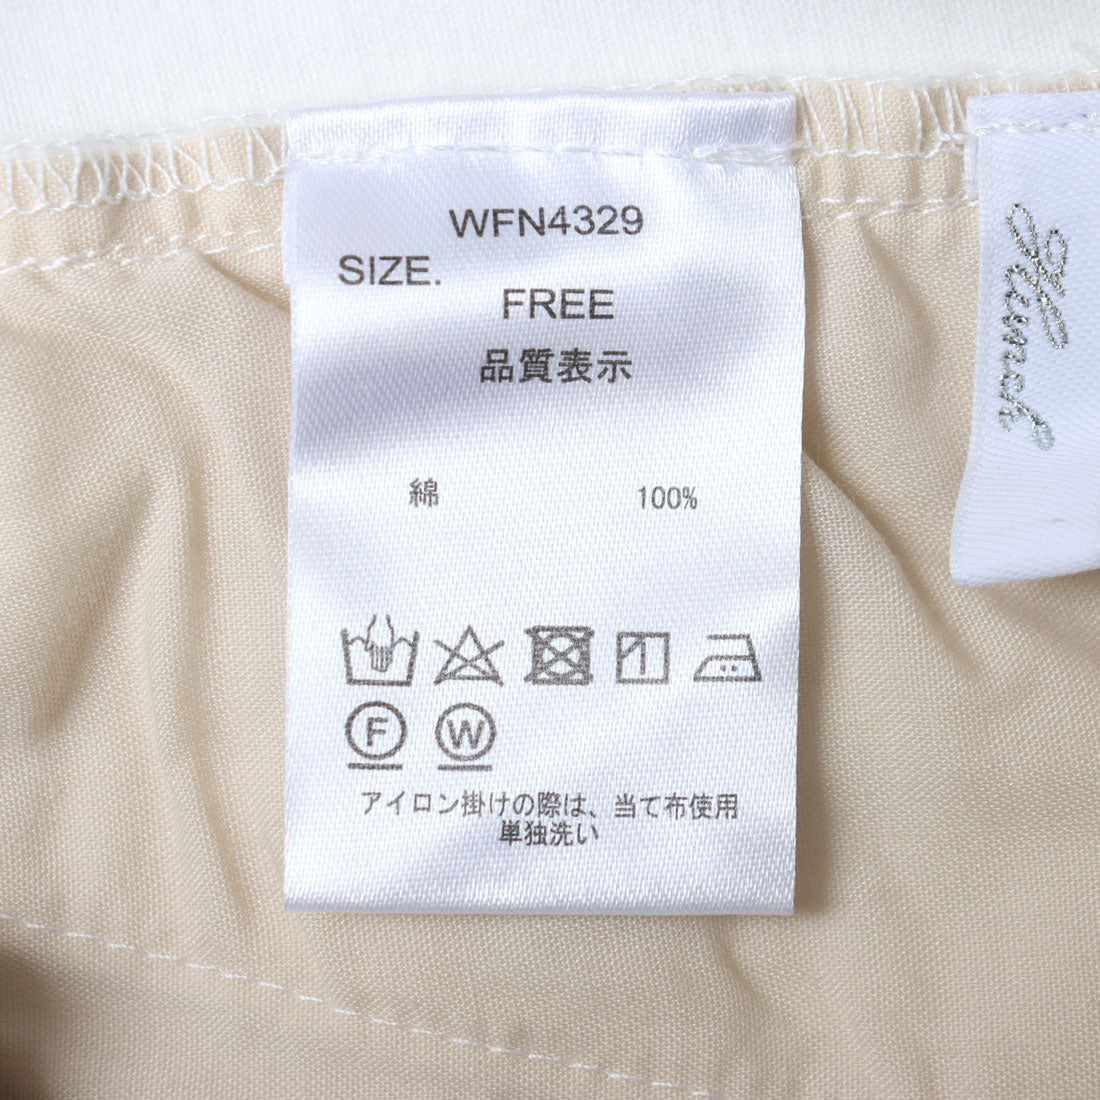 WFN4329
SIZE.
FREE
品質表示
綿 100%
F W
アイロン掛けの際は、当て布使用
単独洗い